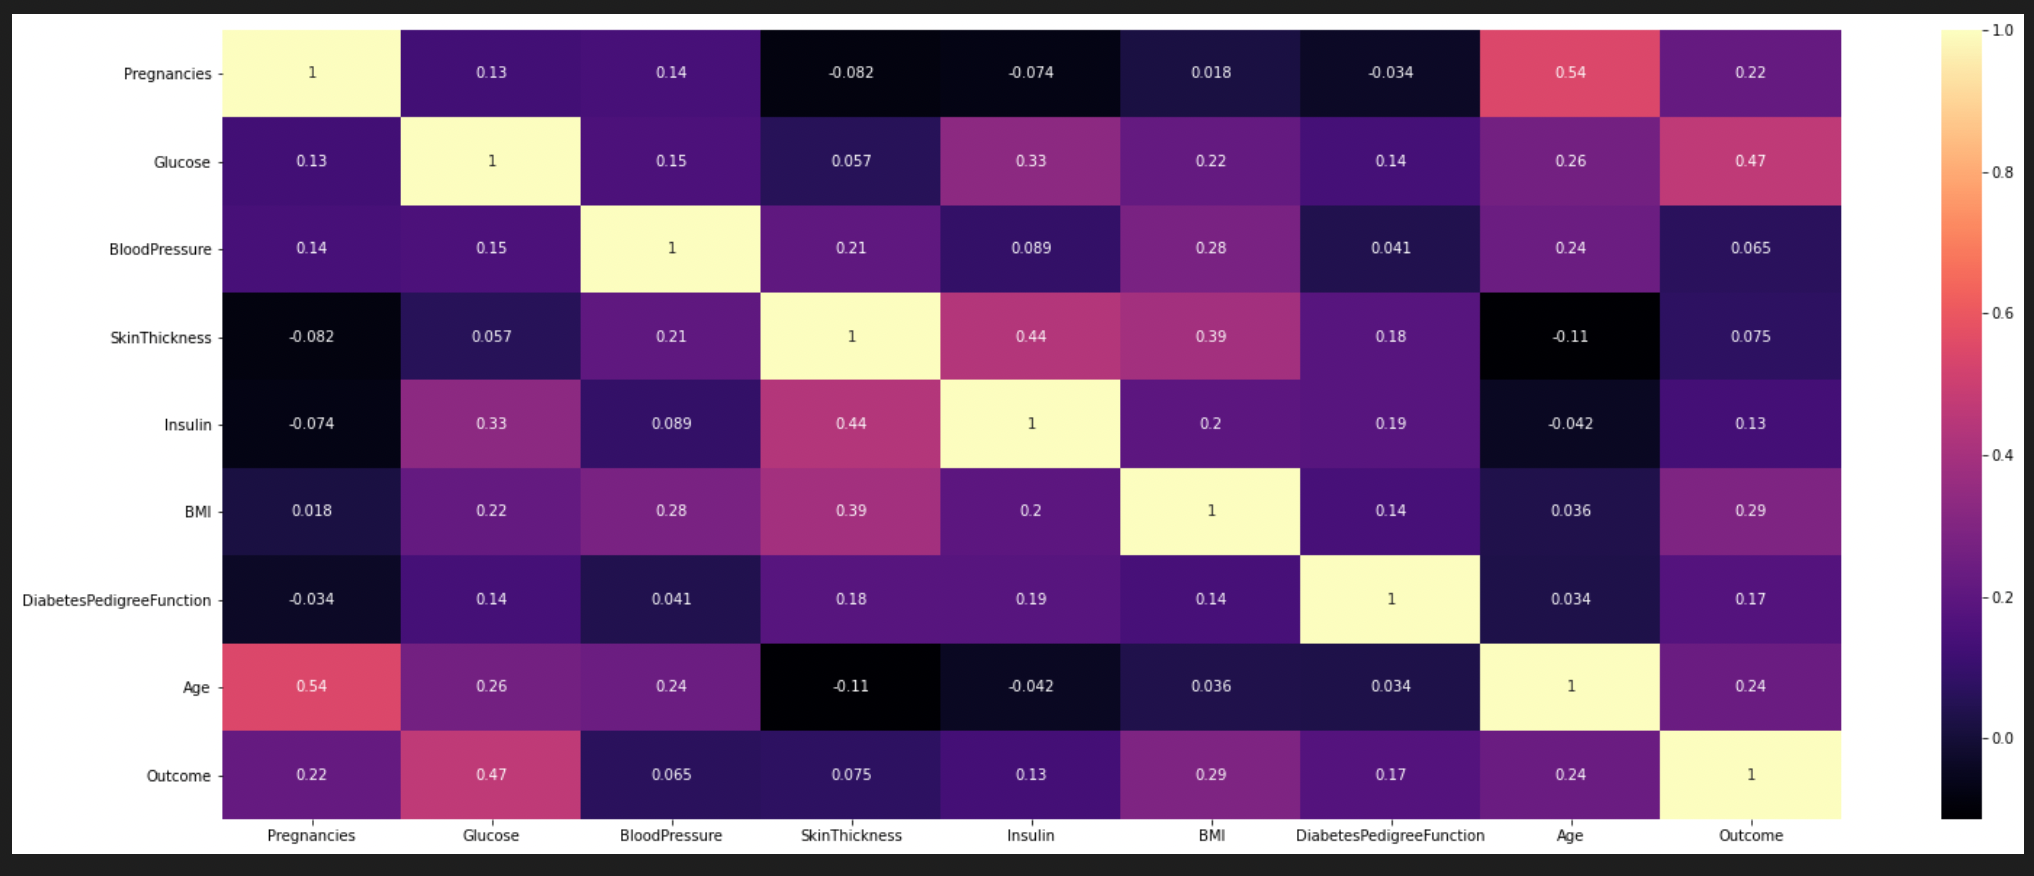 Pregnancies 1 0.13 0.14 -0.082 -0.074 0.018 -0.034 0.54 0.22
Glucose 0.13 1 0.15 0.057 0.33 0.22 0.14 0.26 0.47
BloodPressure 0.14 0.15 1 0.21 0.089 0.28 0.041 0.24 0.065
SkinThickness -0.082 0.057 0.21 1 0.44 0.39 0.18 -0.11 0.075
Insulin -0.074 0.33 0.089 0.44 1 0.2 0.19 -0.042 0.13
BMI 0.018 0.22 0.28 0.39 0.2 1 0.14 0.036 0.29
DiabetesPedigreeFunction -0.034 0.14 0.041 0.18 0.19 0.14 1 0.034 0.17
Age 0.54 0.26 0.24 -0.11 -0.042 0.036 0.034 1 0.24
Outcome 0.22 0.47 0.065 0.075 0.13 0.29 0.17 0.24 1
Pregnancies Glucose BloodPressure SkinThickness Insulin BMI DiabetesPedigreeFunction Age Outcome
1.0
0.8
0.6
0.4
0.2
0.0